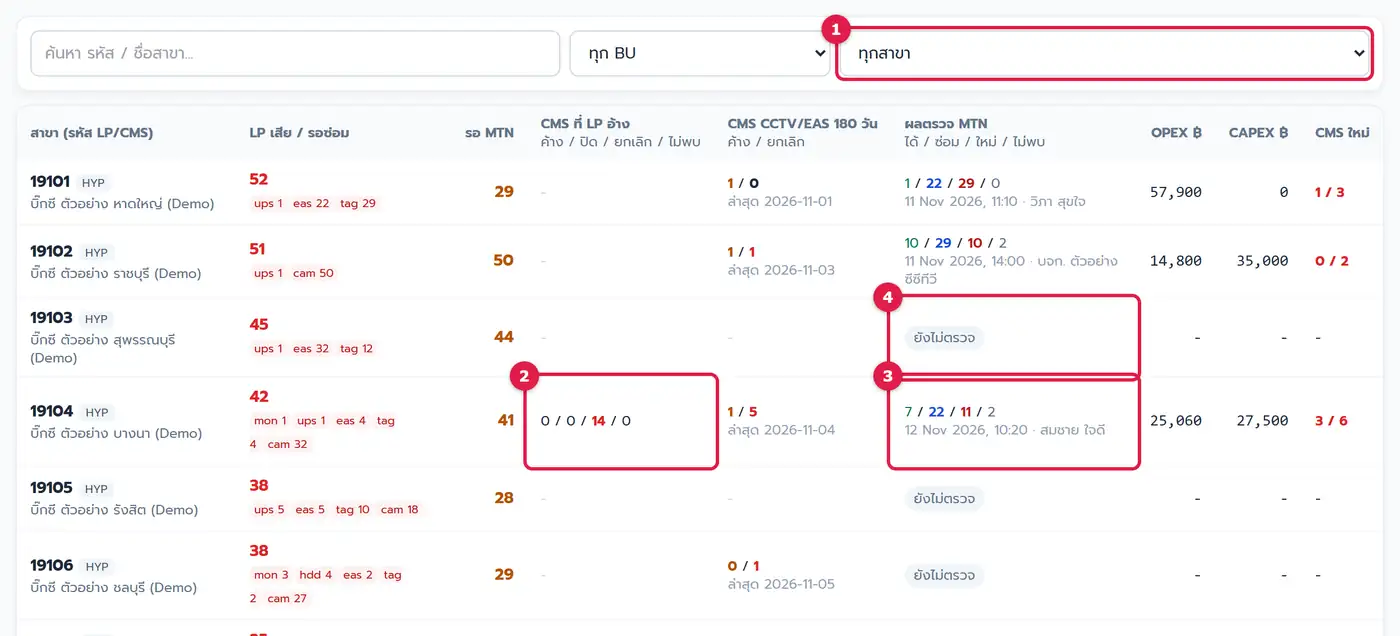 1
ค้นหา รหัส / ชื่อสาขา...
ทุก BU
ทุกสาขา
สาขา (รหัส LP/CMS)
LP เสีย / รอซ่อม
รอ MTN
CMS ที่ LP อ้าง
ค้าง / ปิด / ยกเลิก / ไม่พบ
CMS CCTV/EAS 180 วัน
ค้าง / ยกเลิก
ผลตรวจ MTN
ได้ / ซ่อม / ใหม่ / ไม่พบ
OPEX ฿
CAPEX ฿
CMS ใหม่
19101 HYP
บิ๊กซี ตัวอย่าง หาดใหญ่ (Demo)
52
ups 1 eas 22 tag 29
29
-
1 / 0
ล่าสุด 2026-11-01
1 / 22 / 29 / 0
11 Nov 2026, 11:10 · วิภา สุขใจ
57,900
0
1 / 3
19102 HYP
บิ๊กซี ตัวอย่าง ราชบุรี (Demo)
51
ups 1 cam 50
50
-
1 / 1
ล่าสุด 2026-11-03
10 / 29 / 10 / 2
11 Nov 2026, 14:00 · บจก. ตัวอย่าง
ซีซีทีวี
14,800
35,000
0 / 2
19103 HYP
บิ๊กซี ตัวอย่าง สุพรรณบุรี
(Demo)
45
ups 1 eas 32 tag 12
44
-
-
4
ยังไม่ตรวจ
-
-
-
19104 HYP
บิ๊กซี ตัวอย่าง บางนา (Demo)
42
mon 1 ups 1 eas 4 tag
4 cam 32
41
2
0 / 0 / 14 / 0
1 / 5
ล่าสุด 2026-11-04
3
7 / 22 / 11 / 2
12 Nov 2026, 10:20 · สมชาย ใจดี
25,060
27,500
3 / 6
19105 HYP
บิ๊กซี ตัวอย่าง รังสิต (Demo)
38
ups 5 eas 5 tag 10 cam 18
28
-
-
ยังไม่ตรวจ
-
-
-
19106 HYP
บิ๊กซี ตัวอย่าง ชลบุรี (Demo)
38
mon 3 hdd 4 eas 2 tag
2 cam 27
29
-
0 / 1
ล่าสุด 2026-11-05
ยังไม่ตรวจ
-
-
-